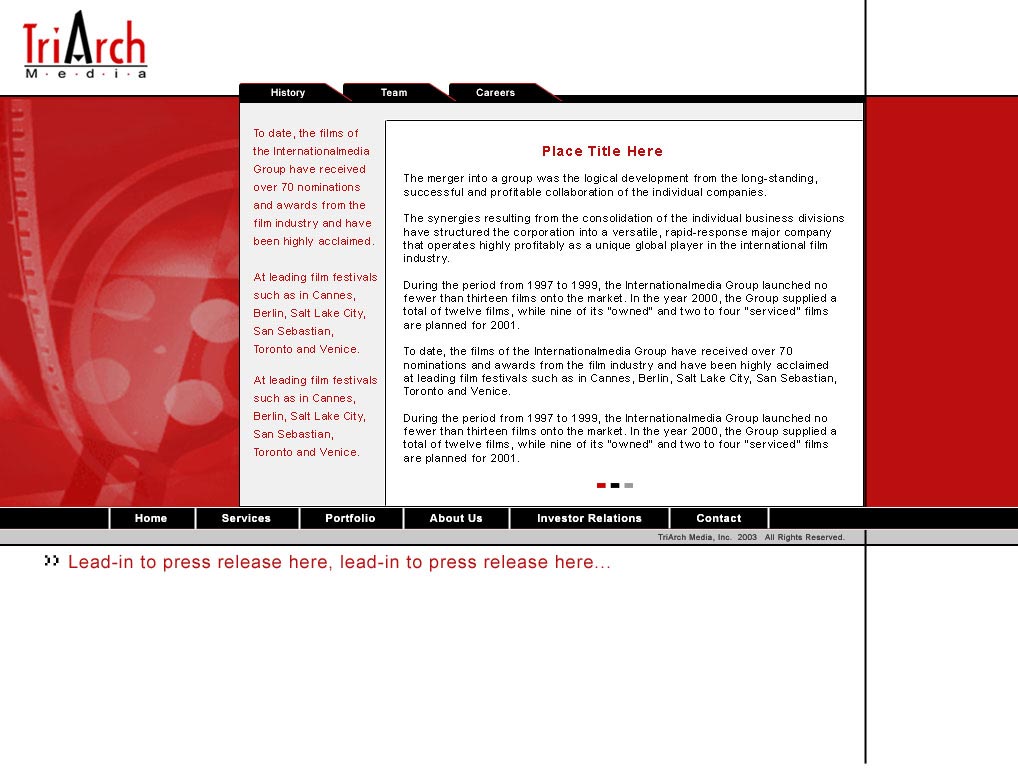 TriArch
M·e·d·i·a
History Team Careers
To date, the films of
the Internationalmedia
Group have received
over 70 nominations
and awards from the
film industry and have
been highly acclaimed.
At leading film festivals
such as in Cannes,
Berlin, Salt Lake City,
San Sebastian,
Toronto and Venice.
At leading film festivals
such as in Cannes,
Berlin, Salt Lake City,
San Sebastian,
Toronto and Venice.
Place Title Here
The merger into a group was the logical development from the long-standing,
successful and profitable collaboration of the individual companies.
The synergies resulting from the consolidation of the individual business divisions
have structured the corporation into a versatile, rapid-response major company
that operates highly profitably as a unique global player in the international film
industry.
During the period from 1997 to 1999, the Internationalmedia Group launched no
fewer than thirteen films onto the market. In the year 2000, the Group supplied a
total of twelve films, while nine of its "owned" and two to four "serviced" films
are planned for 2001.
To date, the films of the Internationalmedia Group have received over 70
nominations and awards from the film industry and have been highly acclaimed
at leading film festivals such as in Cannes, Berlin, Salt Lake City, San Sebastian,
Toronto and Venice.
During the period from 1997 to 1999, the Internationalmedia Group launched no
fewer than thirteen films onto the market. In the year 2000, the Group supplied a
total of twelve films, while nine of its "owned" and two to four "serviced" films
are planned for 2001.
Home Services Portfolio About Us Investor Relations Contact
TriArch Media, Inc. 2003 All Rights Reserved.
>> Lead-in to press release here, lead-in to press release here...